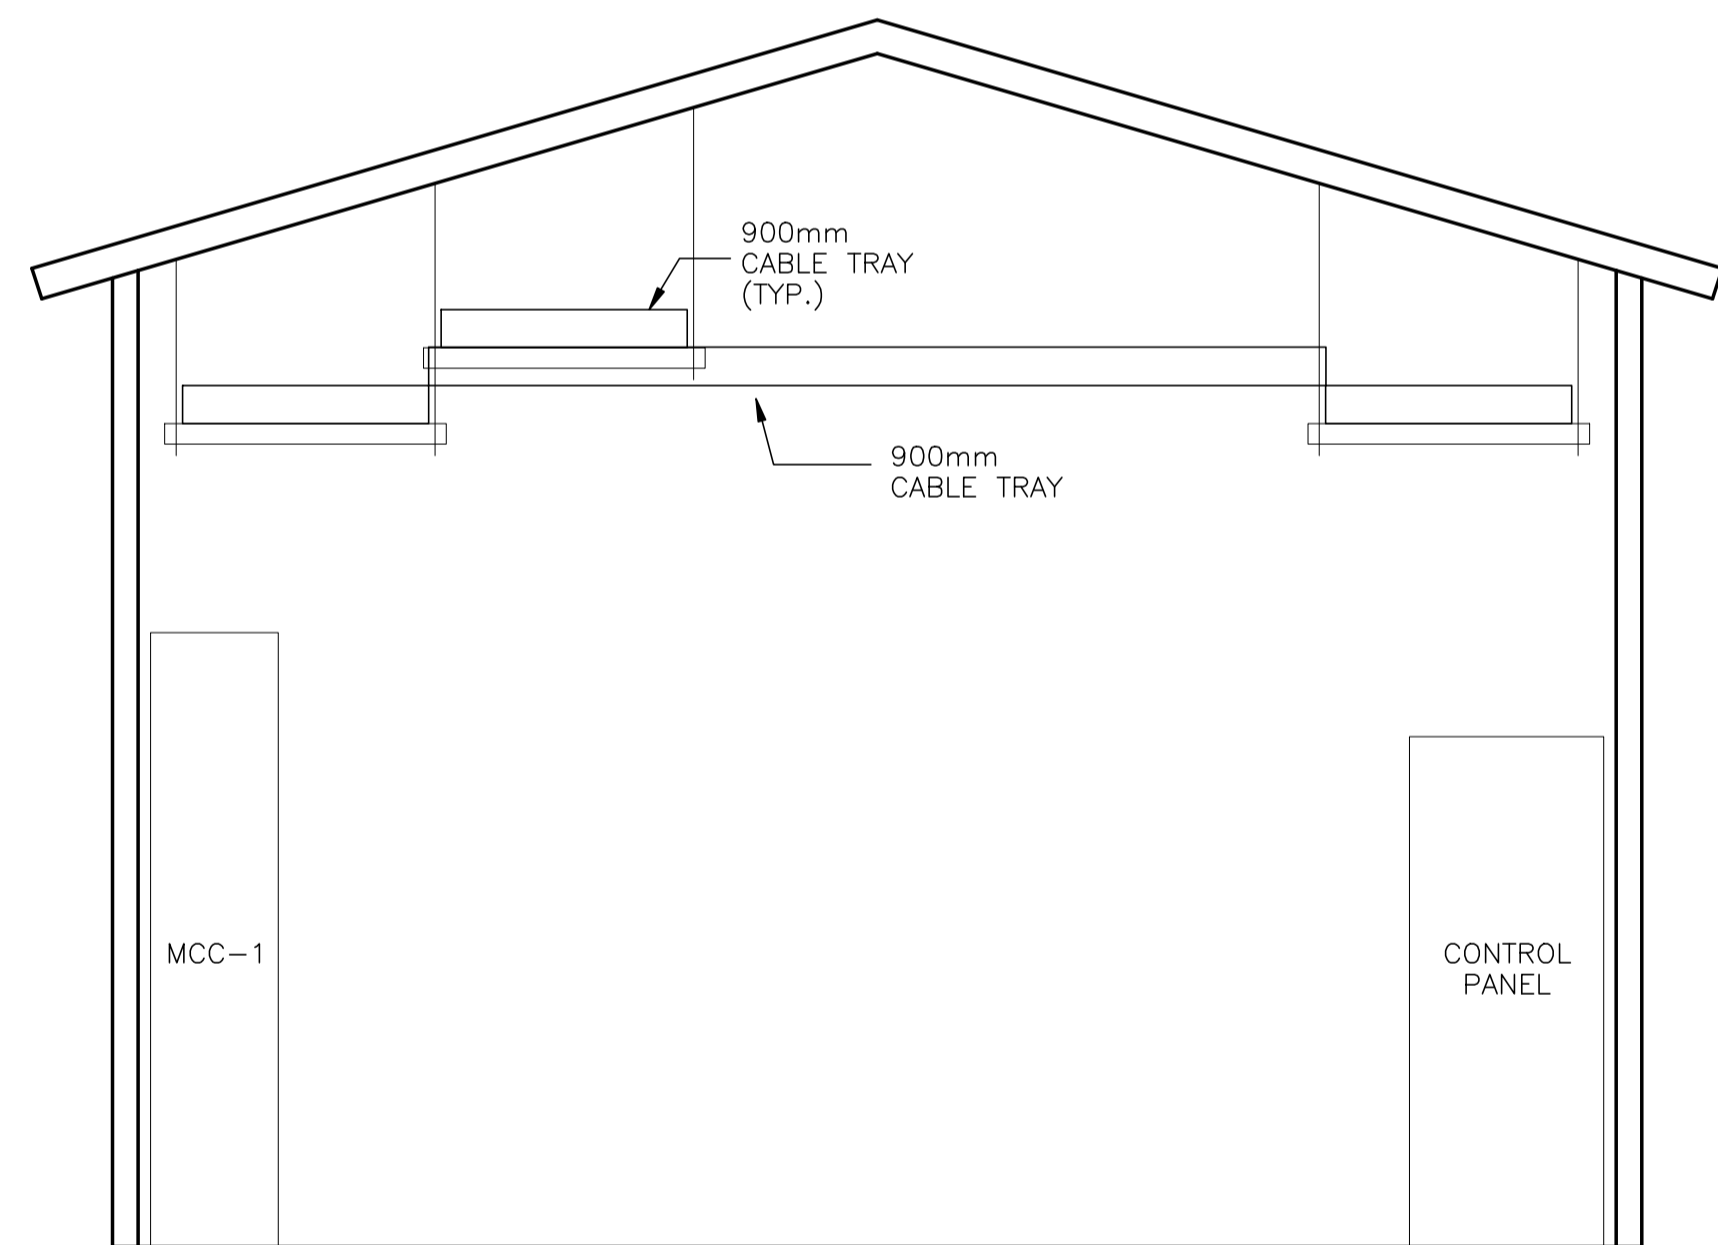 900mm
CABLE TRAY
(TYP.)
900mm
CABLE TRAY
MCC-1
CONTROL
PANEL